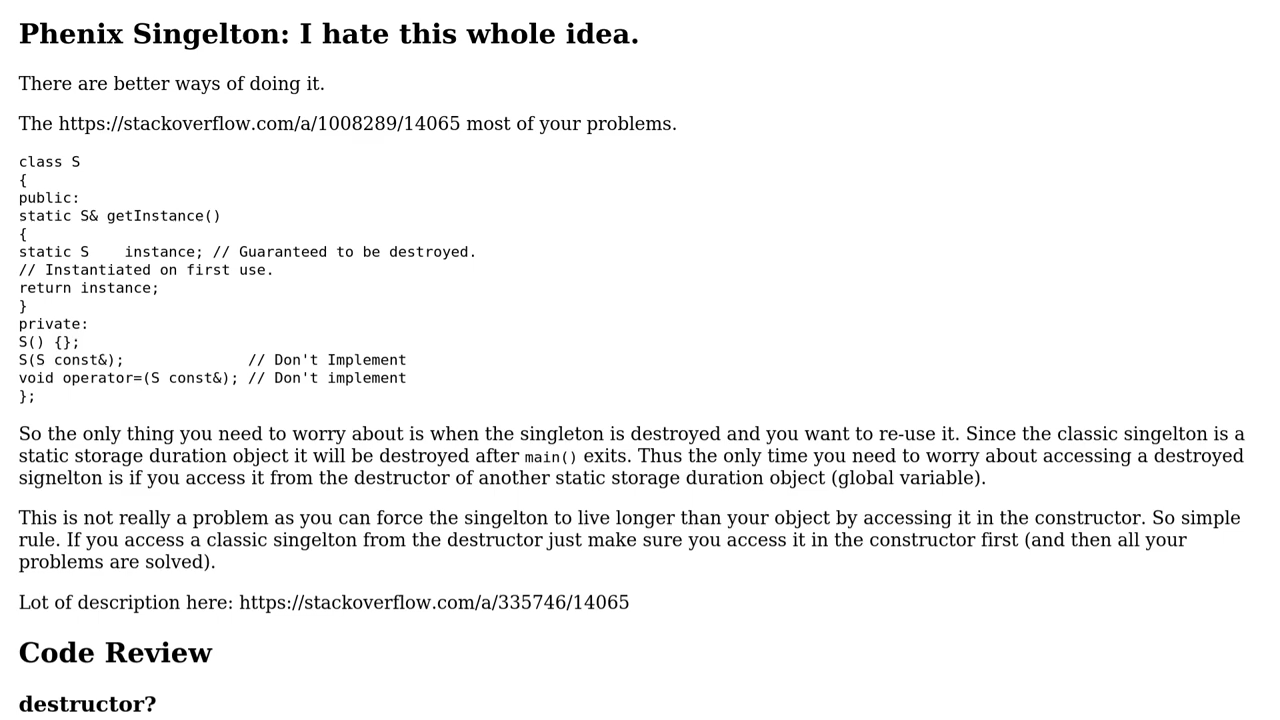 Phenix Singelton: I hate this whole idea.
There are better ways of doing it.
The https://stackoverflow.com/a/1008289/14065 most of your problems.
class S
{
public:
static S& getInstance()
{
static S    instance; // Guaranteed to be destroyed.
// Instantiated on first use.
return instance;
}
private:
S() {};
S(S const&);              // Don't Implement
void operator=(S const&); // Don't implement
};
So the only thing you need to worry about is when the singleton is destroyed and you want to re-use it. Since the classic singelton is a
static storage duration object it will be destroyed after main() exits. Thus the only time you need to worry about accessing a destroyed
signelton is if you access it from the destructor of another static storage duration object (global variable).
This is not really a problem as you can force the singelton to live longer than your object by accessing it in the constructor. So simple
rule. If you access a classic singelton from the destructor just make sure you access it in the constructor first (and then all your
problems are solved).
Lot of description here: https://stackoverflow.com/a/335746/14065
Code Review
destructor?